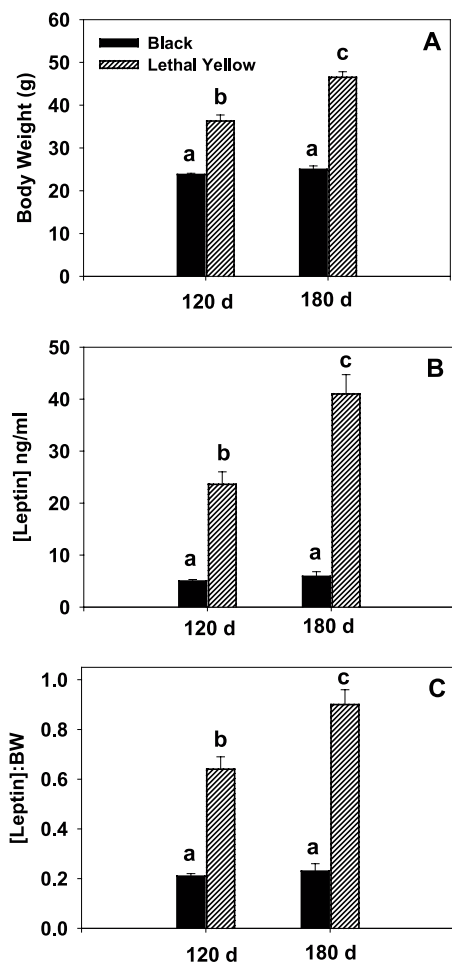 60
50
40
30
20
10
0
Body Weight (g)
Black
Lethal Yellow
A
a
b
a
c
120 d
180 d
50
40
30
20
10
0
[Leptin] ng/ml
B
a
b
a
c
120 d
180 d
1.0
0.8
0.6
0.4
0.2
0.0
[Leptin]:BW
C
a
b
a
c
120 d
180 d